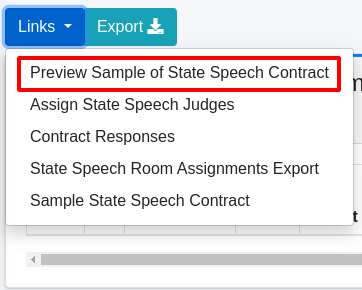 Links Export
Preview Sample of State Speech Contract
Assign State Speech Judges
Contract Responses
State Speech Room Assignments Export
Sample State Speech Contract